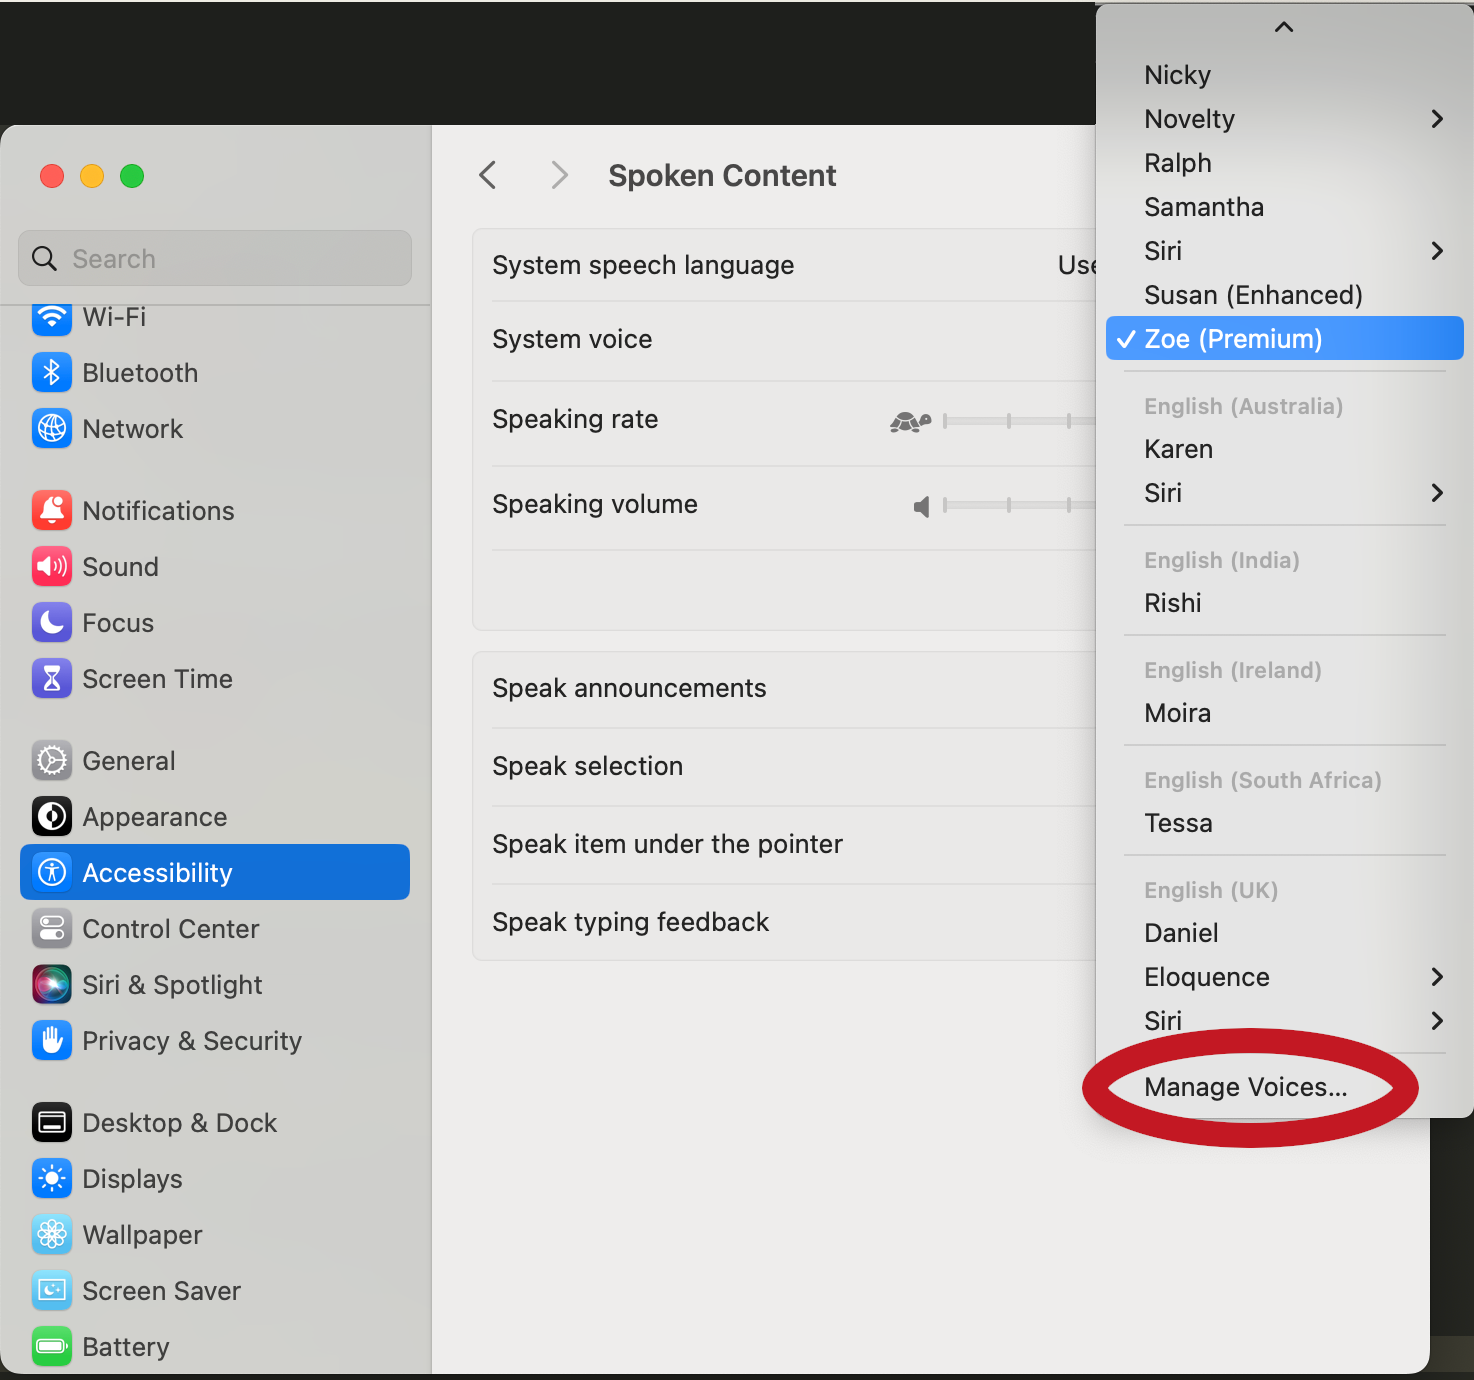 Search
Wi-Fi
Bluetooth
Network
Notifications
Sound
Focus
Screen Time
General
Appearance
Accessibility
Control Center
Siri & Spotlight
Privacy & Security
Desktop & Dock
Displays
Wallpaper
Screen Saver
Battery
Spoken Content
System speech language
Use
System voice
Speaking rate
Speaking volume
Speak announcements
Speak selection
Speak item under the pointer
Speak typing feedback
Nicky
Novelty
Ralph
Samantha
Siri
Susan (Enhanced)
Zoe (Premium)
English (Australia)
Karen
Siri
English (India)
Rishi
English (Ireland)
Moira
English (South Africa)
Tessa
English (UK)
Daniel
Eloquence
Siri
Manage Voices...